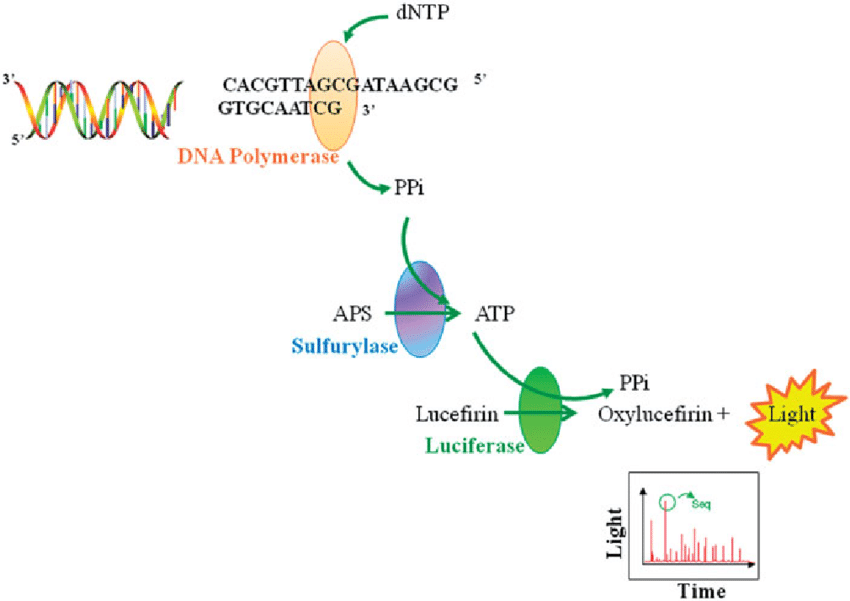 dNTP
3’
CACGTTAGCGATAAGCG 5’
GTGCAATCG 3’
5’
DNA Polymerase
PPi
APS
ATP
Sulfurylase
PPi
Lucefirin
Oxylucefirin +
Light
Luciferase
Seq
Light
Time